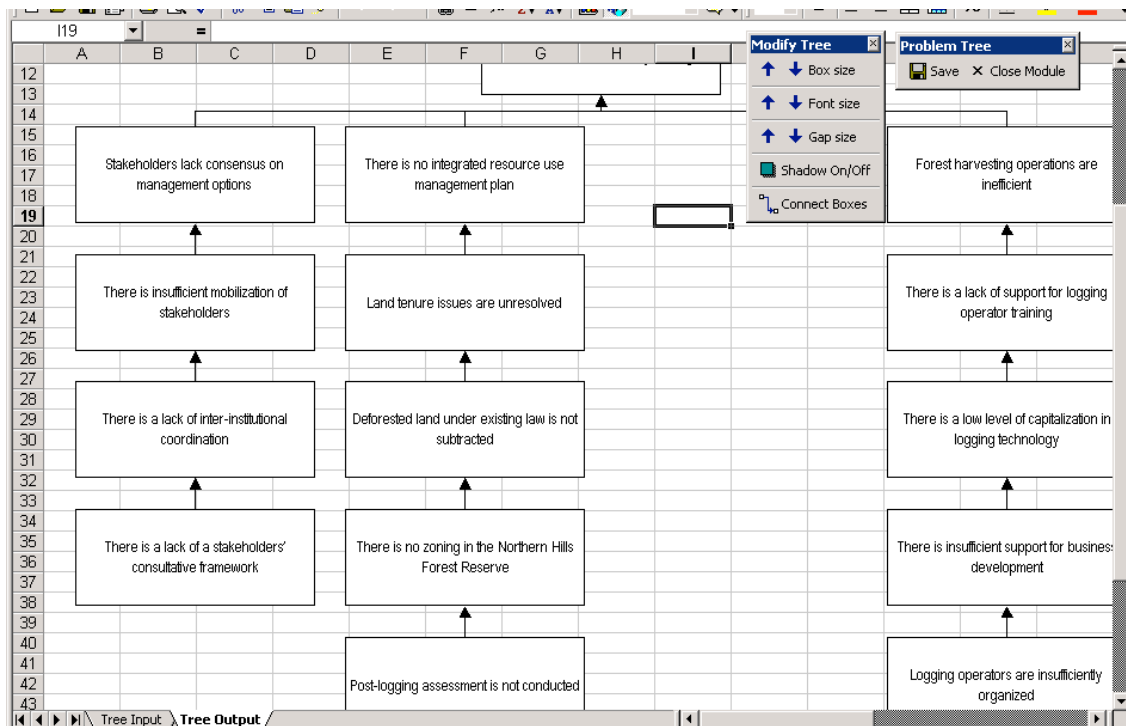 I19
=
A B C D E F G H I
Modify Tree
Problem Tree
Box size
Save
Close Module
Font size
Gap size
Shadow On/Off
Connect Boxes
12
13
14
15
16
17
18
19
20
21
22
23
24
25
26
27
28
29
30
31
32
33
34
35
36
37
38
39
40
41
42
43
Stakeholders lack consensus on
management options
There is no integrated resource use
management plan
Forest harvesting operations are
inefficient
There is insufficient mobilization of
stakeholders
Land tenure issues are unresolved
There is a lack of support for logging
operator training
There is a lack of inter-institutional
coordination
Deforested land under existing law is not
subtracted
There is a low level of capitalization in
logging technology
There is a lack of a stakeholders'
consultative framework
There is no zoning in the Northern Hills
Forest Reserve
There is insufficient support for busines
development
Post-logging assessment is not conducted
Logging operators are insufficiently
organized
Tree Input
Tree Output